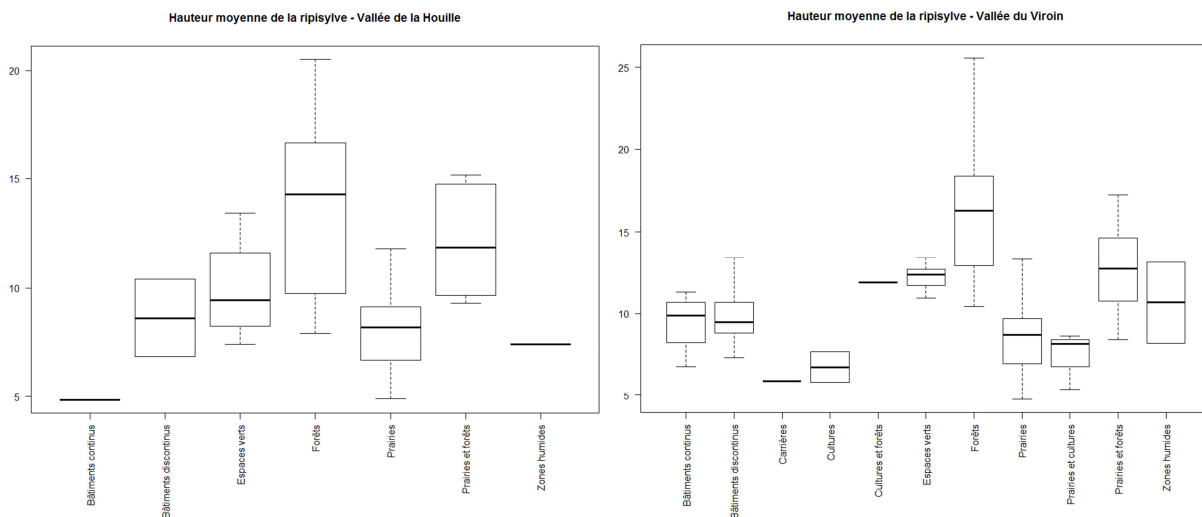 Hauteur moyenne de la ripisylve - Vallée de la Houille
20
15
10
5
Bâtiments continus
Bâtiments discontinus
Espaces verts
Forêts
Prairies
Prairies et forêts
Zones humides
Hauteur moyenne de la ripisylve - Vallée du Viroin
25
20
15
10
5
Bâtiments continus
Bâtiments discontinus
Carrières
Cultures
Cultures et forêts
Espaces verts
Forêts
Prairies
Prairies et cultures
Prairies et forêts
Zones humides